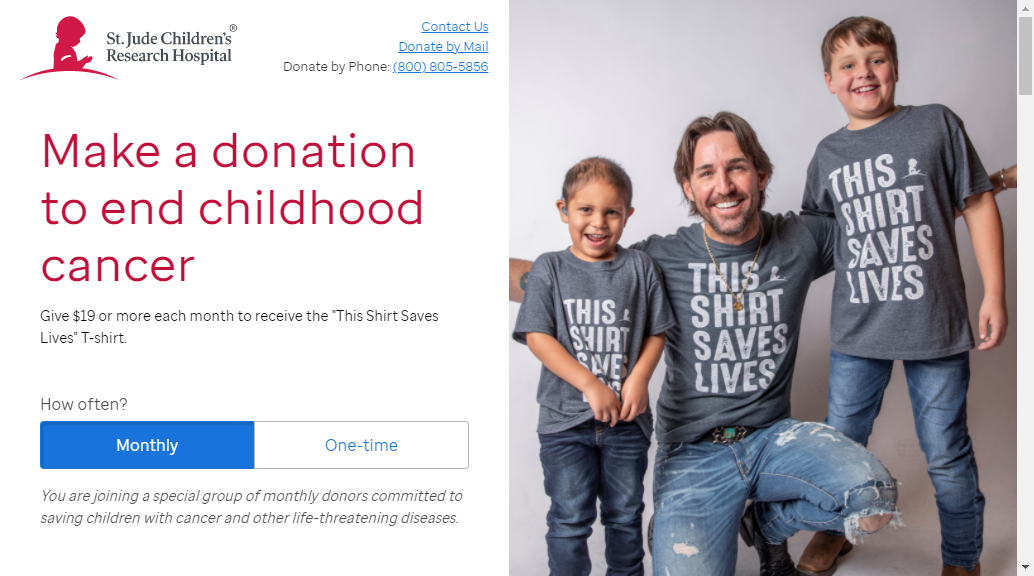 St. Jude Children's®
Research Hospital
Contact Us
Donate by Mail
Donate by Phone: (800) 805-5856
Make a donation
to end childhood
cancer
Give $19 or more each month to receive the "This Shirt Saves
Lives" T-shirt.
How often?
Monthly
One-time
You are joining a special group of monthly donors committed to
saving children with cancer and other life-threatening diseases.
THIS
SHIRT
SAVES
LIVES
THIS
SHIRT
SAVES
LIVES
THIS
SHIRT
SAVES
LIVES